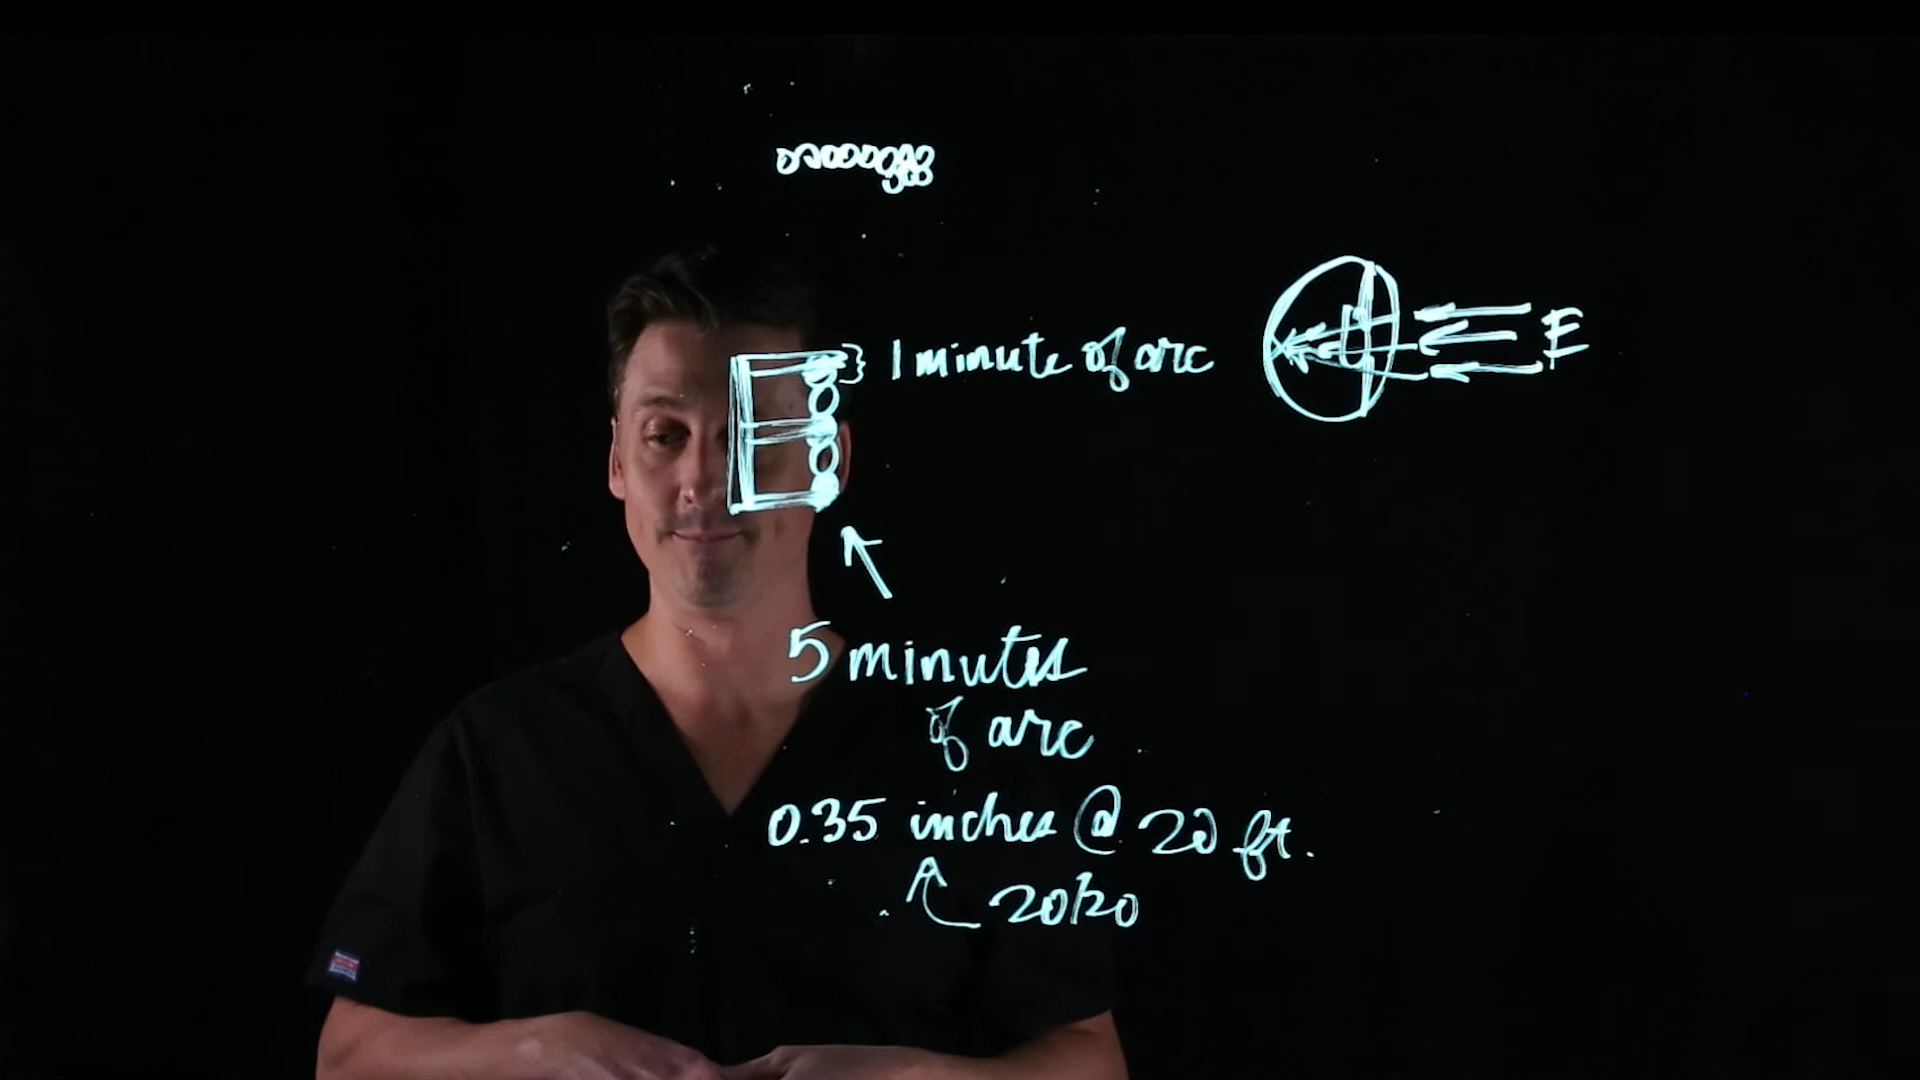 1 minute of arc
E
E
5 minutes
of arc
0.35 inches @ 20 ft.
20/20